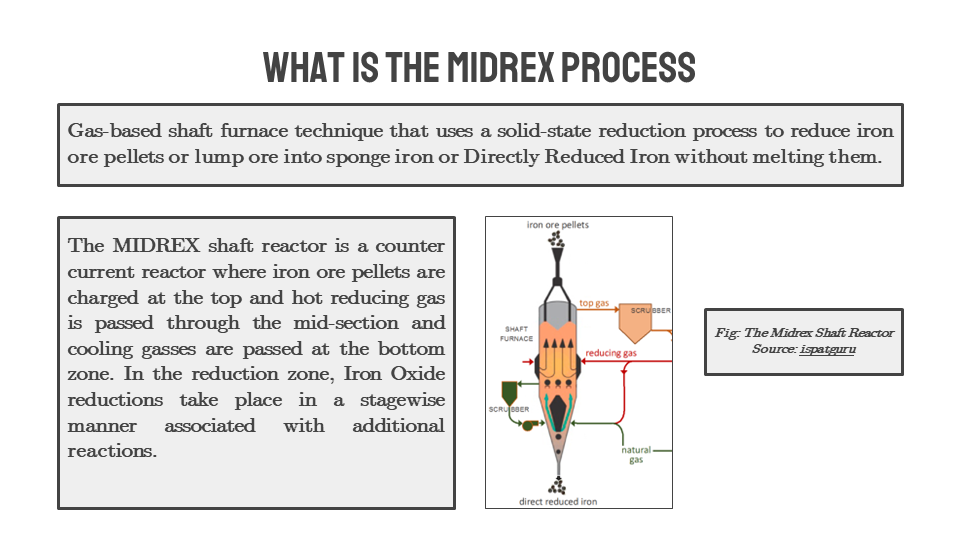 WHAT IS THE MIDREX PROCESS
Gas-based shaft furnace technique that uses a solid-state reduction process to reduce iron
ore pellets or lump ore into sponge iron or Directly Reduced Iron without melting them.
The MIDREX shaft reactor is a counter
current reactor where iron ore pellets are
charged at the top and hot reducing gas
is passed through the mid-section and
cooling gasses are passed at the bottom
zone. In the reduction zone, Iron Oxide
reductions take place in a stagewise
manner associated with additional
reactions.
iron ore pellets
top gas
SCRUBBER
SHAFT
FURNACE
reducing gas
SCRUBBER
natural
gas
direct reduced iron
Fig: The Midrex Shaft Reactor
Source: ispatguru